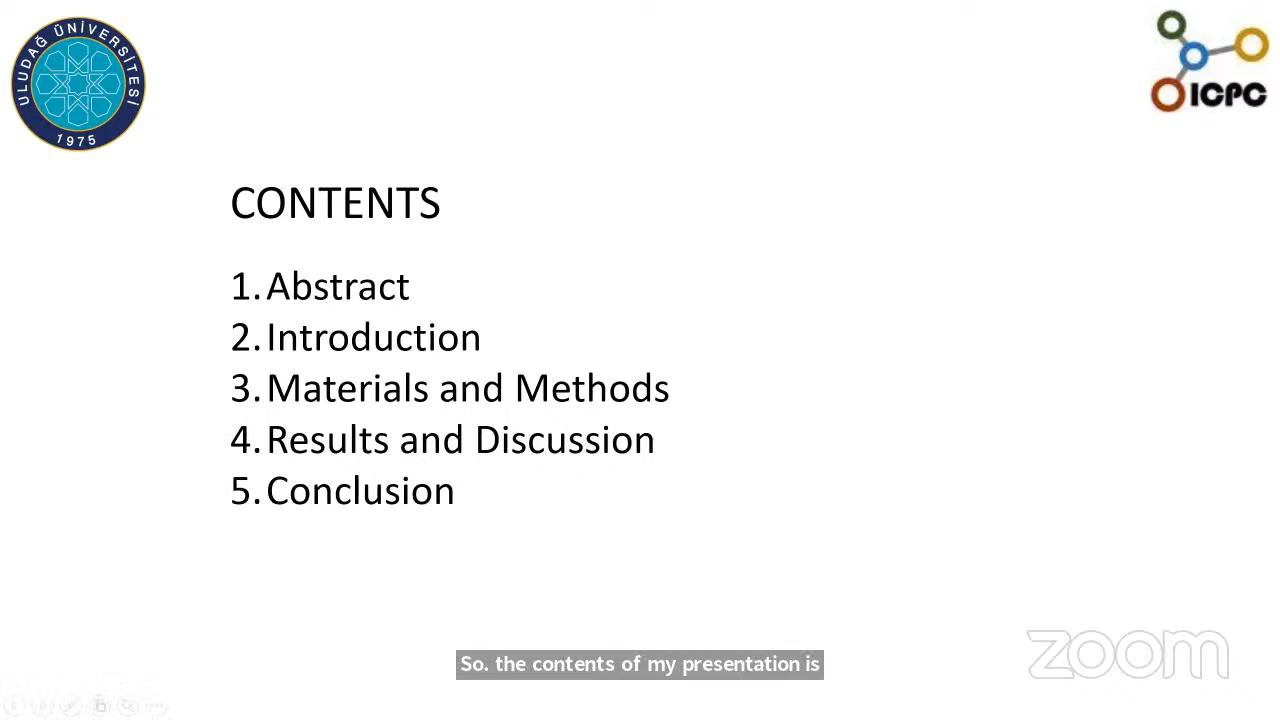 ULUDAĞ ÜNİVERSİTESİ
1975
ICPC
CONTENTS
1. Abstract
2. Introduction
3. Materials and Methods
4. Results and Discussion
5. Conclusion
So. the contents of my presentation is
zoom